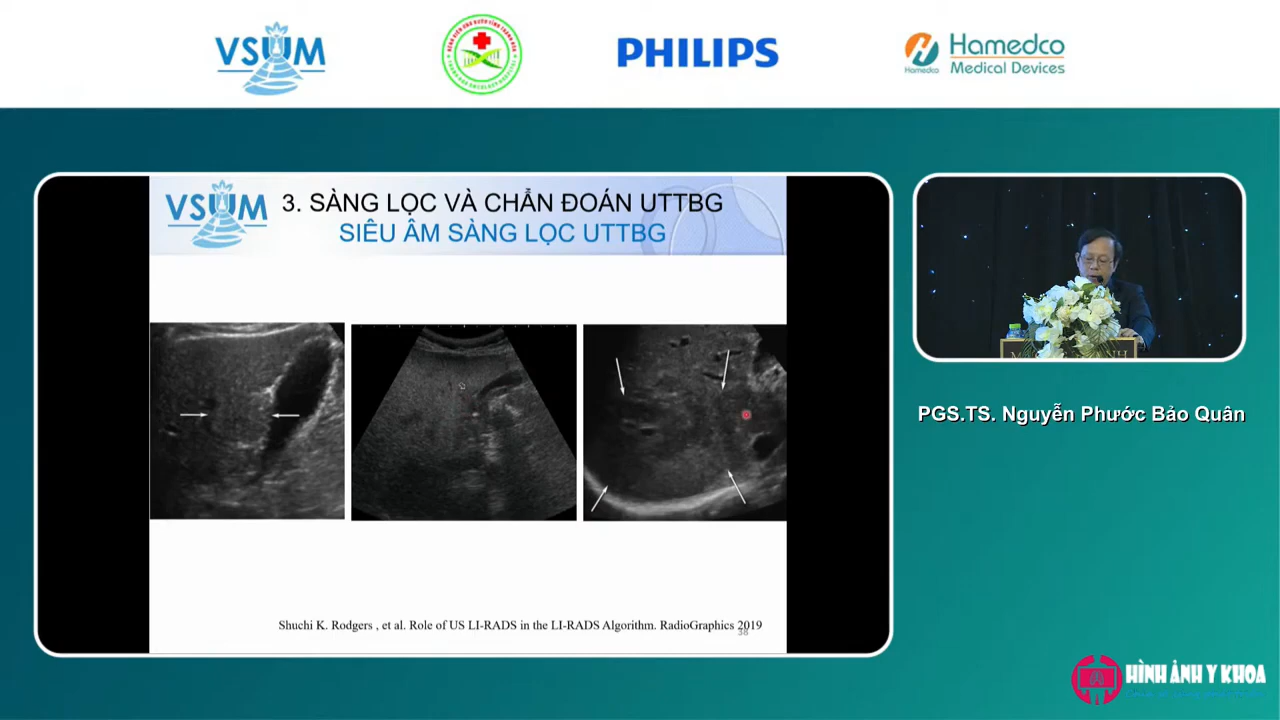 VSUM
PHILIPS
Hamedco
Hamedco
Medical Devices
VSUM
3. SÀNG LỌC VÀ CHẨN ĐOÁN UTTBG
SIÊU ÂM SÀNG LỌC UTTBG
Shuchi K. Rodgers , et al. Role of US LI-RADS in the LI-RADS Algorithm. RadioGraphics 2019
38
PGS.TS. Nguyễn Phước Bảo Quân
HÌNH ẢNH Y KHOA